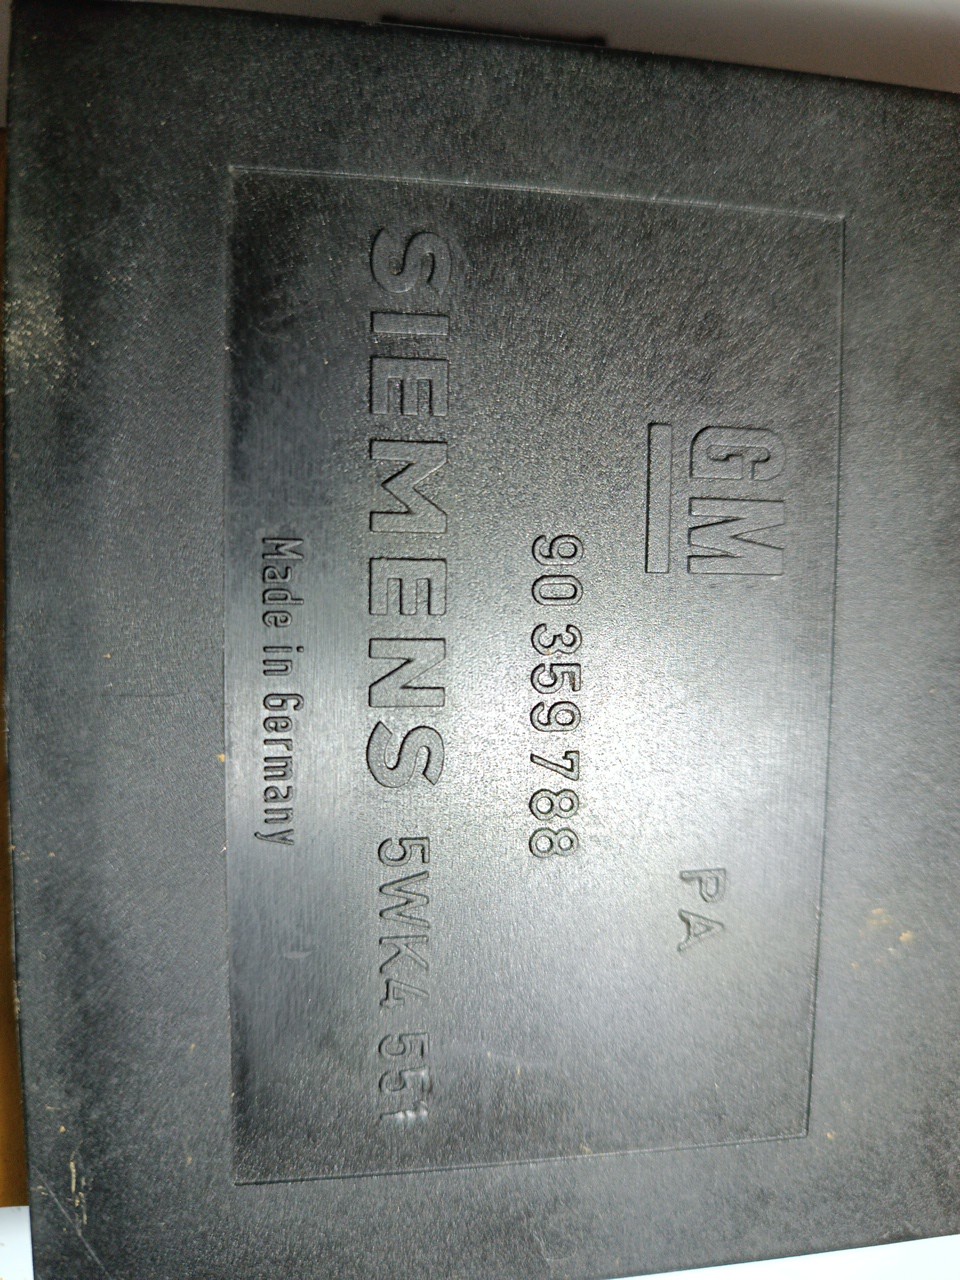 GM PA
90 359 788
SIEMENS 5WK4 551
Made in Germany